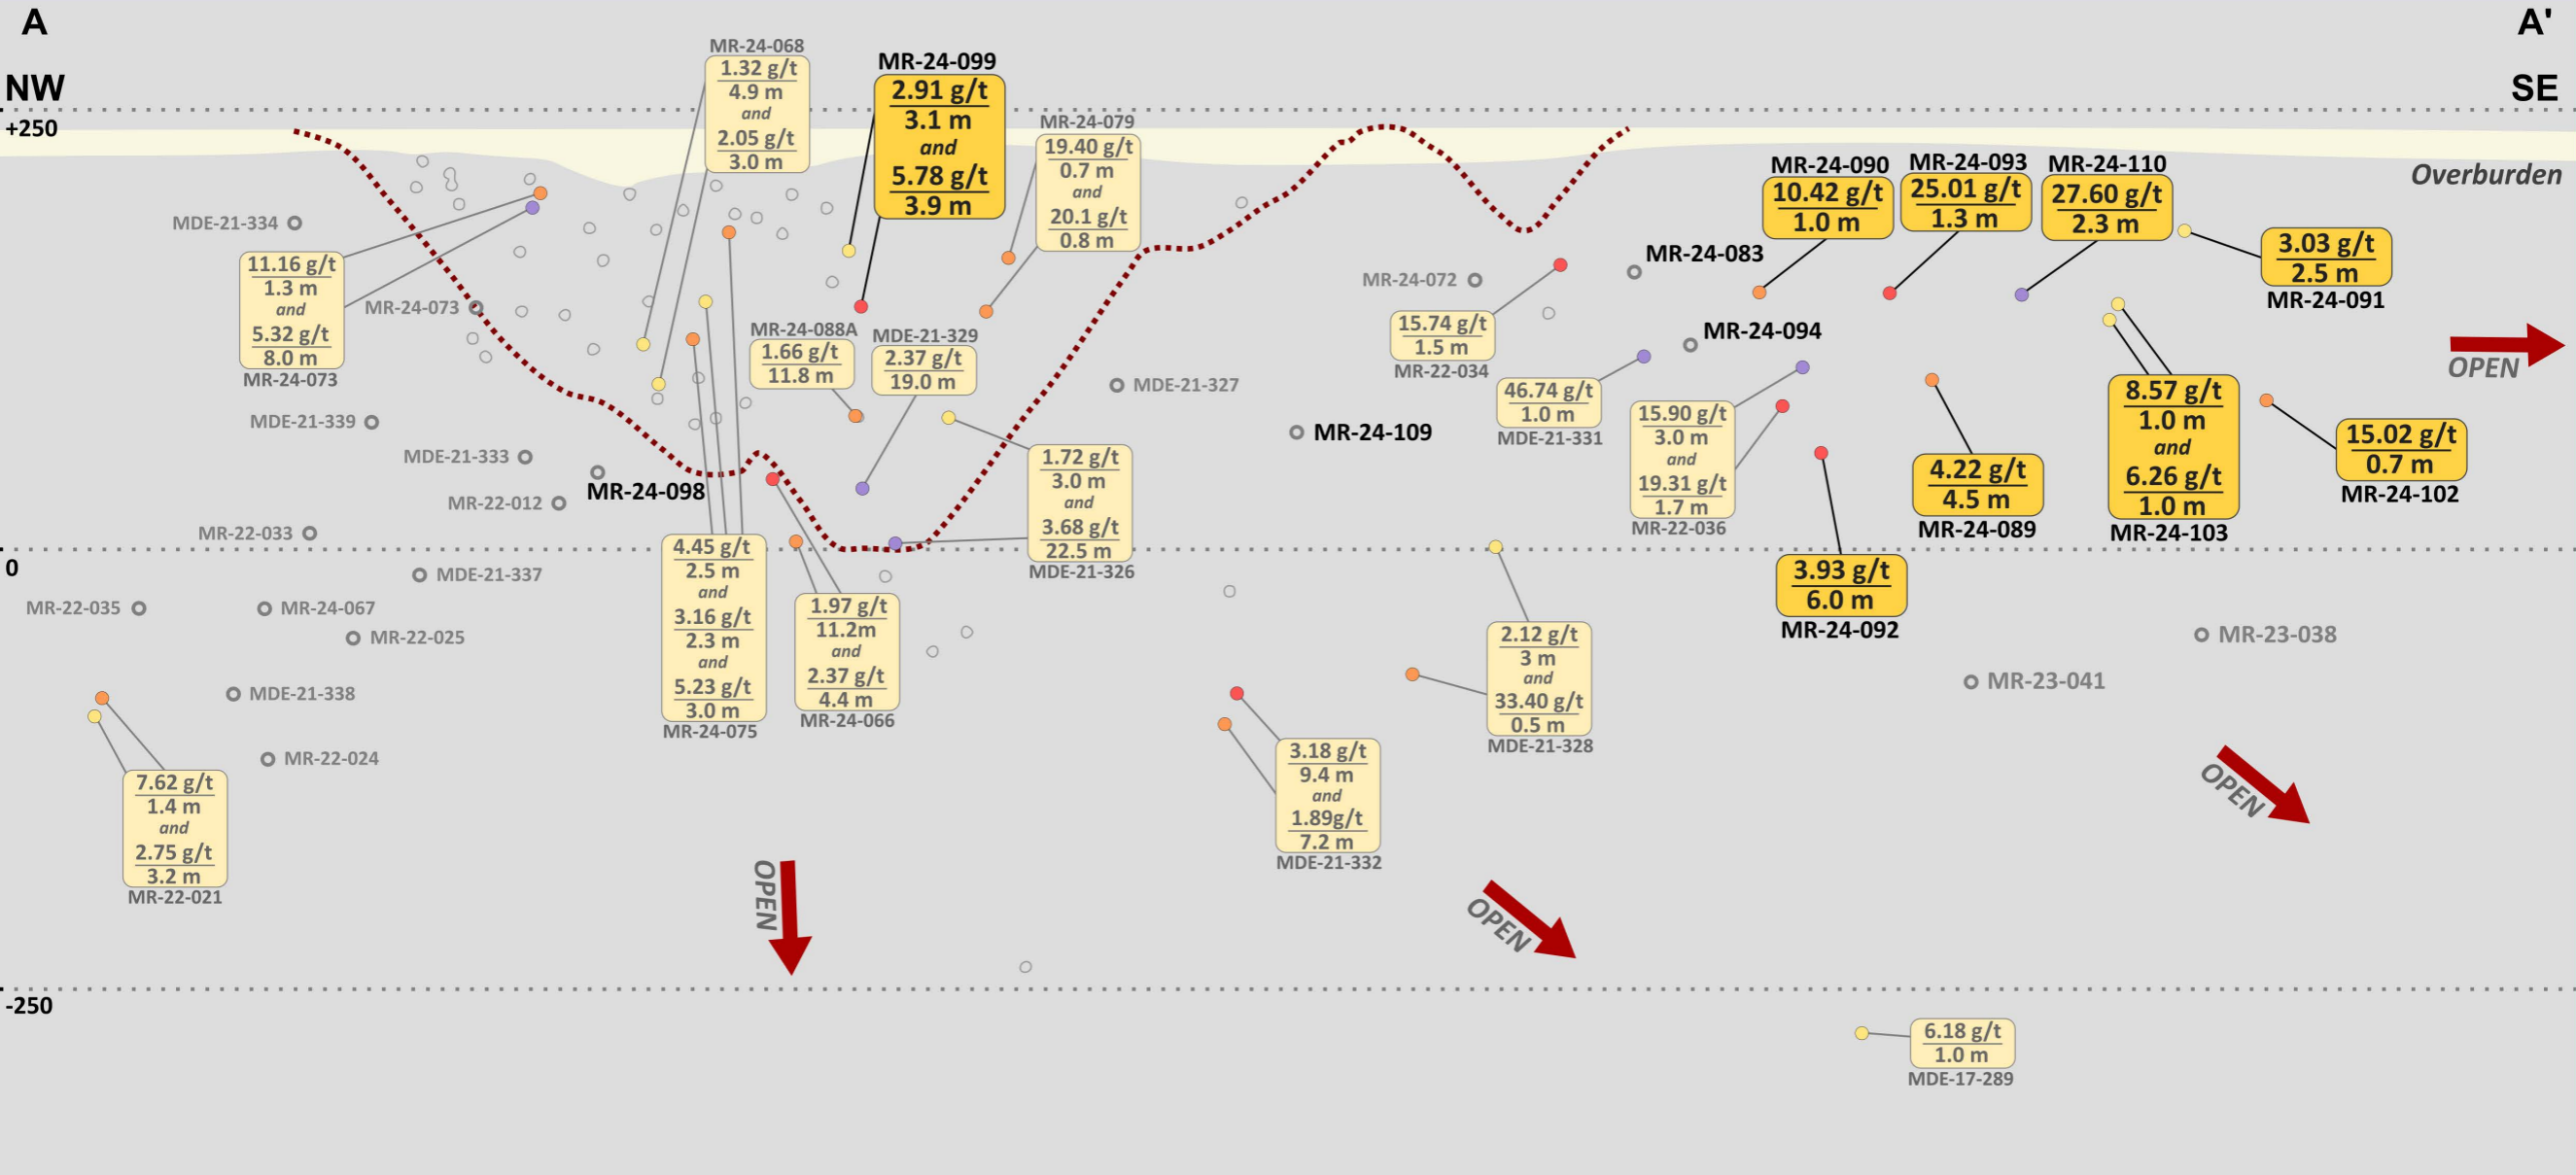 A
A'
NW
SE
+250
MR-24-068
1.32 g/t
4.9 m
and
2.05 g/t
3.0 m
MR-24-099
2.91 g/t
3.1 m
and
5.78 g/t
3.9 m
MR-24-079
19.40 g/t
0.7 m
and
20.1 g/t
0.8 m
MR-24-090
10.42 g/t
1.0 m
MR-24-093
25.01 g/t
1.3 m
MR-24-110
27.60 g/t
2.3 m
Overburden
3.03 g/t
2.5 m
MR-24-091
MDE-21-334
11.16 g/t
1.3 m
and
5.32 g/t
8.0 m
MR-24-073
MR-24-073
MR-24-088A
1.66 g/t
11.8 m
MDE-21-329
2.37 g/t
19.0 m
MDE-21-327
MR-24-072
MR-24-083
15.74 g/t
1.5 m
MR-22-034
MR-24-094
46.74 g/t
1.0 m
MDE-21-331
15.90 g/t
3.0 m
and
19.31 g/t
1.7 m
MR-22-036
4.22 g/t
4.5 m
MR-24-089
8.57 g/t
1.0 m
and
6.26 g/t
1.0 m
MR-24-103
OPEN
15.02 g/t
0.7 m
MR-24-102
MDE-21-339
MDE-21-333
MR-24-098
MR-22-012
MR-22-033
MR-24-109
1.72 g/t
3.0 m
and
3.68 g/t
22.5 m
MDE-21-326
0
MDE-21-337
MR-22-035
MR-24-067
MR-22-025
MDE-21-338
MR-22-024
4.45 g/t
2.5 m
and
3.16 g/t
2.3 m
and
5.23 g/t
3.0 m
MR-24-075
1.97 g/t
11.2m
and
2.37 g/t
4.4 m
MR-24-066
3.93 g/t
6.0 m
MR-24-092
2.12 g/t
3 m
and
33.40 g/t
0.5 m
MDE-21-328
MR-23-038
MR-23-041
3.18 g/t
9.4 m
and
1.89g/t
7.2 m
MDE-21-332
7.62 g/t
1.4 m
and
2.75 g/t
3.2 m
MR-22-021
OPEN
OPEN
OPEN
-250
6.18 g/t
1.0 m
MDE-17-289